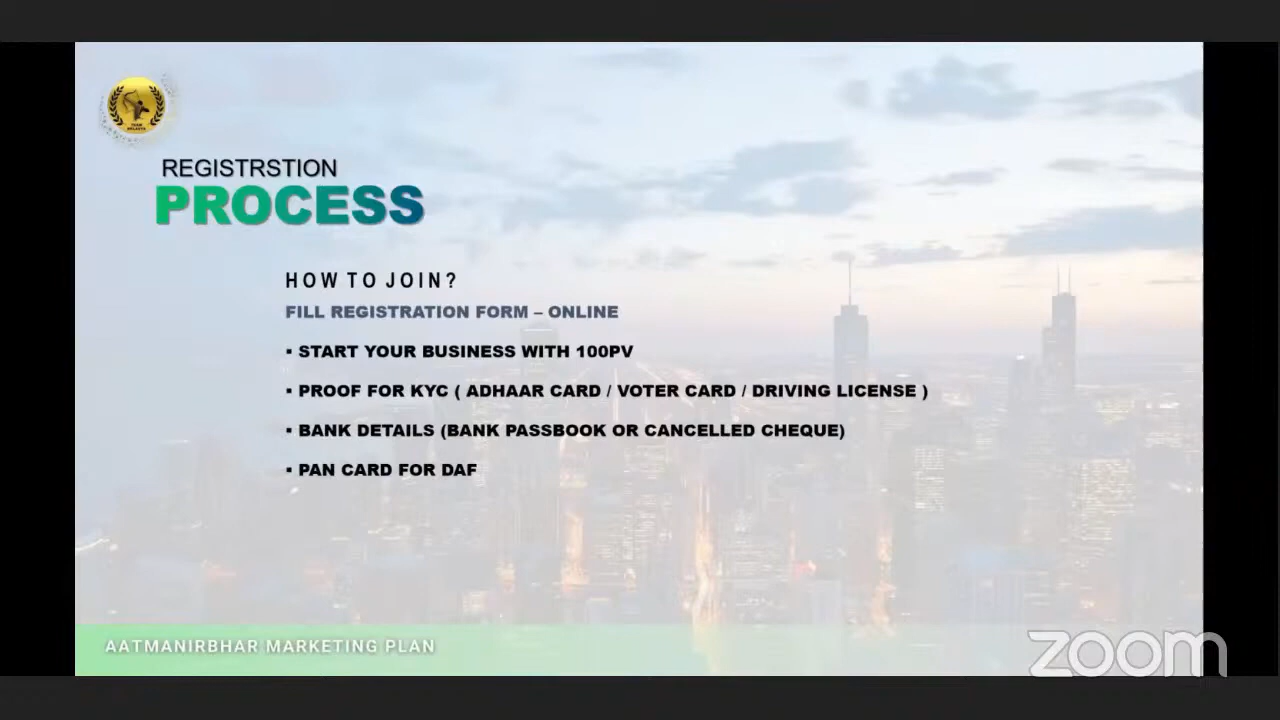 REGISTRSTION
PROCESS
HOW TO JOIN?
FILL REGISTRATION FORM – ONLINE
▪ START YOUR BUSINESS WITH 100PV
▪ PROOF FOR KYC ( ADHAAR CARD / VOTER CARD / DRIVING LICENSE )
▪ BANK DETAILS (BANK PASSBOOK OR CANCELLED CHEQUE)
▪ PAN CARD FOR DAF
AATMANIRBHAR MARKETING PLAN
zoom